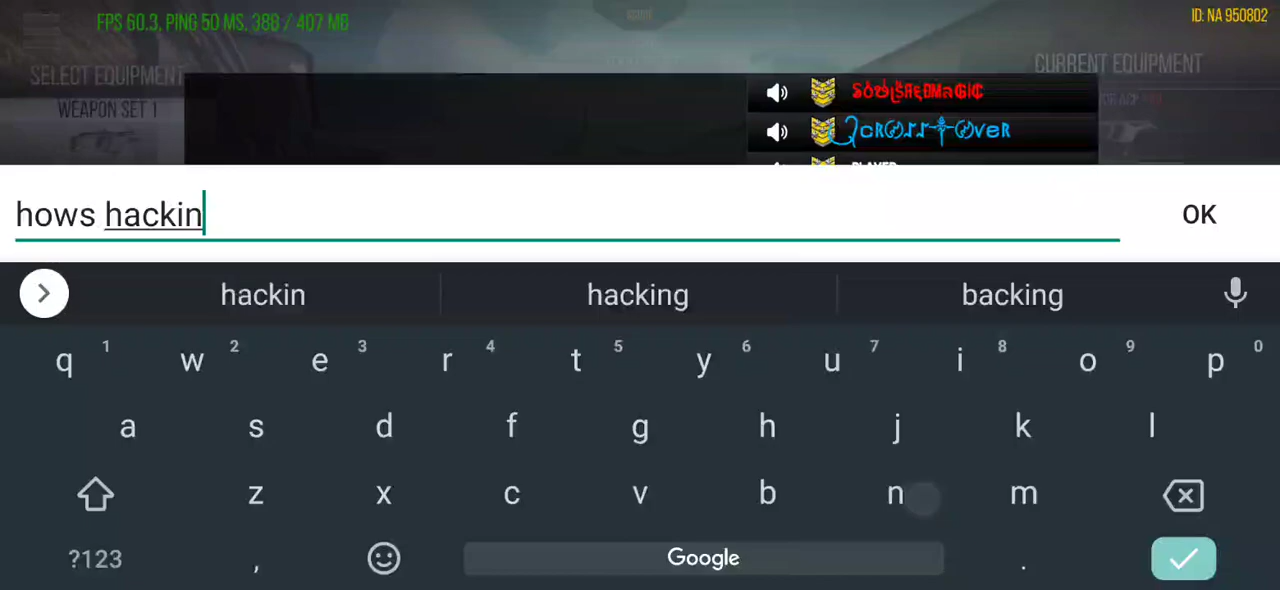 FPS 60.3, PING 50 MS, 388 / 407 MB
ID: NA 950802
SELECT EQUIPMENT
CURRENT EQUIPMENT
WEAPON SET 1
PLAYER
hows hackin
OK
hackin hacking backing
q 1 w 2 e 3 r 4 t 5 y 6 u 7 i 8 o 9 p 0
a s d f g h j k l
z x c v b n m
?123 , Google .